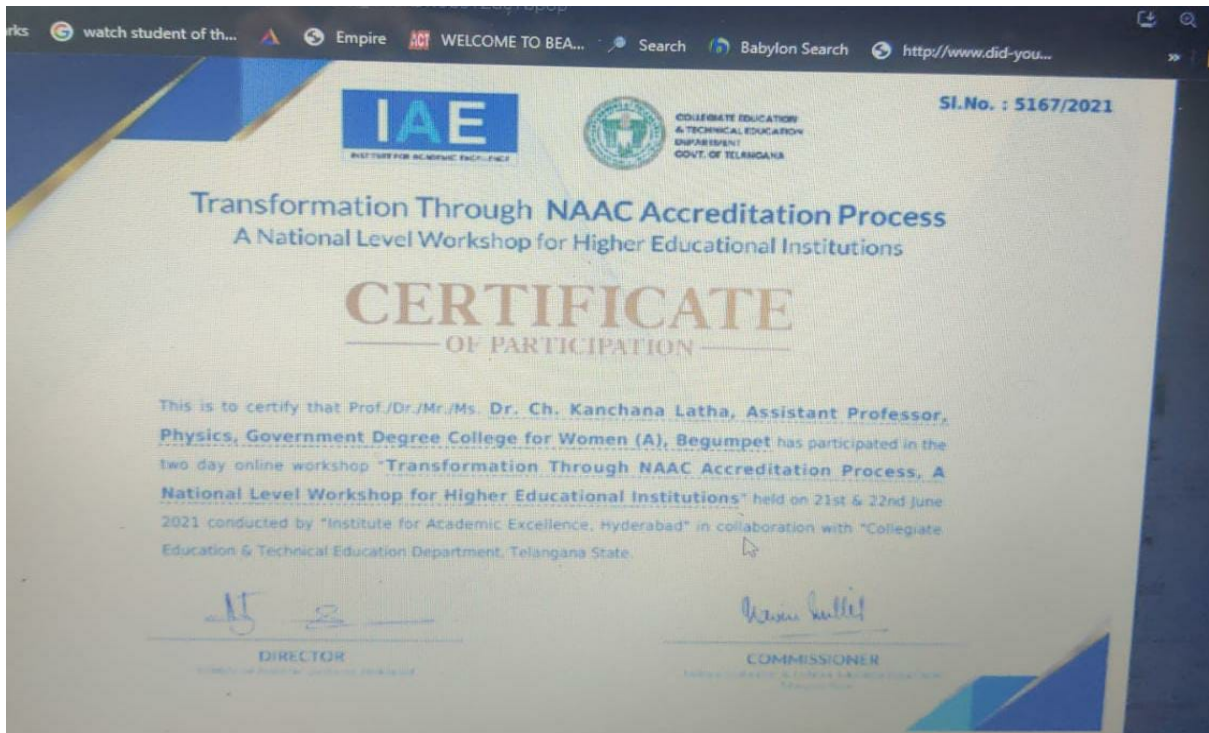 rks watch student of th... Empire ACT WELCOME TO BEA... Search Babylon Search http://www.did-you... »
IAE
INSTITUTE FOR ACADEMIC EXCELLENCE
COLLEGIATE EDUCATION
& TECHNICAL EDUCATION
DEPARTMENT
GOVT. OF TELANGANA
Sl.No. : 5167/2021
Transformation Through NAAC Accreditation Process
A National Level Workshop for Higher Educational Institutions
CERTIFICATE
OF PARTICIPATION
This is to certify that Prof./Dr./Mr./Ms. Dr. Ch. Kanchana Latha, Assistant Professor,
Physics, Government Degree College for Women (A), Begumpet has participated in the
two day online workshop "Transformation Through NAAC Accreditation Process, A
National Level Workshop for Higher Educational Institutions" held on 21st & 22nd June
2021 conducted by "Institute for Academic Excellence, Hyderabad" in collaboration with "Collegiate
Education & Technical Education Department, Telangana State.
DIRECTOR
COMMISSIONER